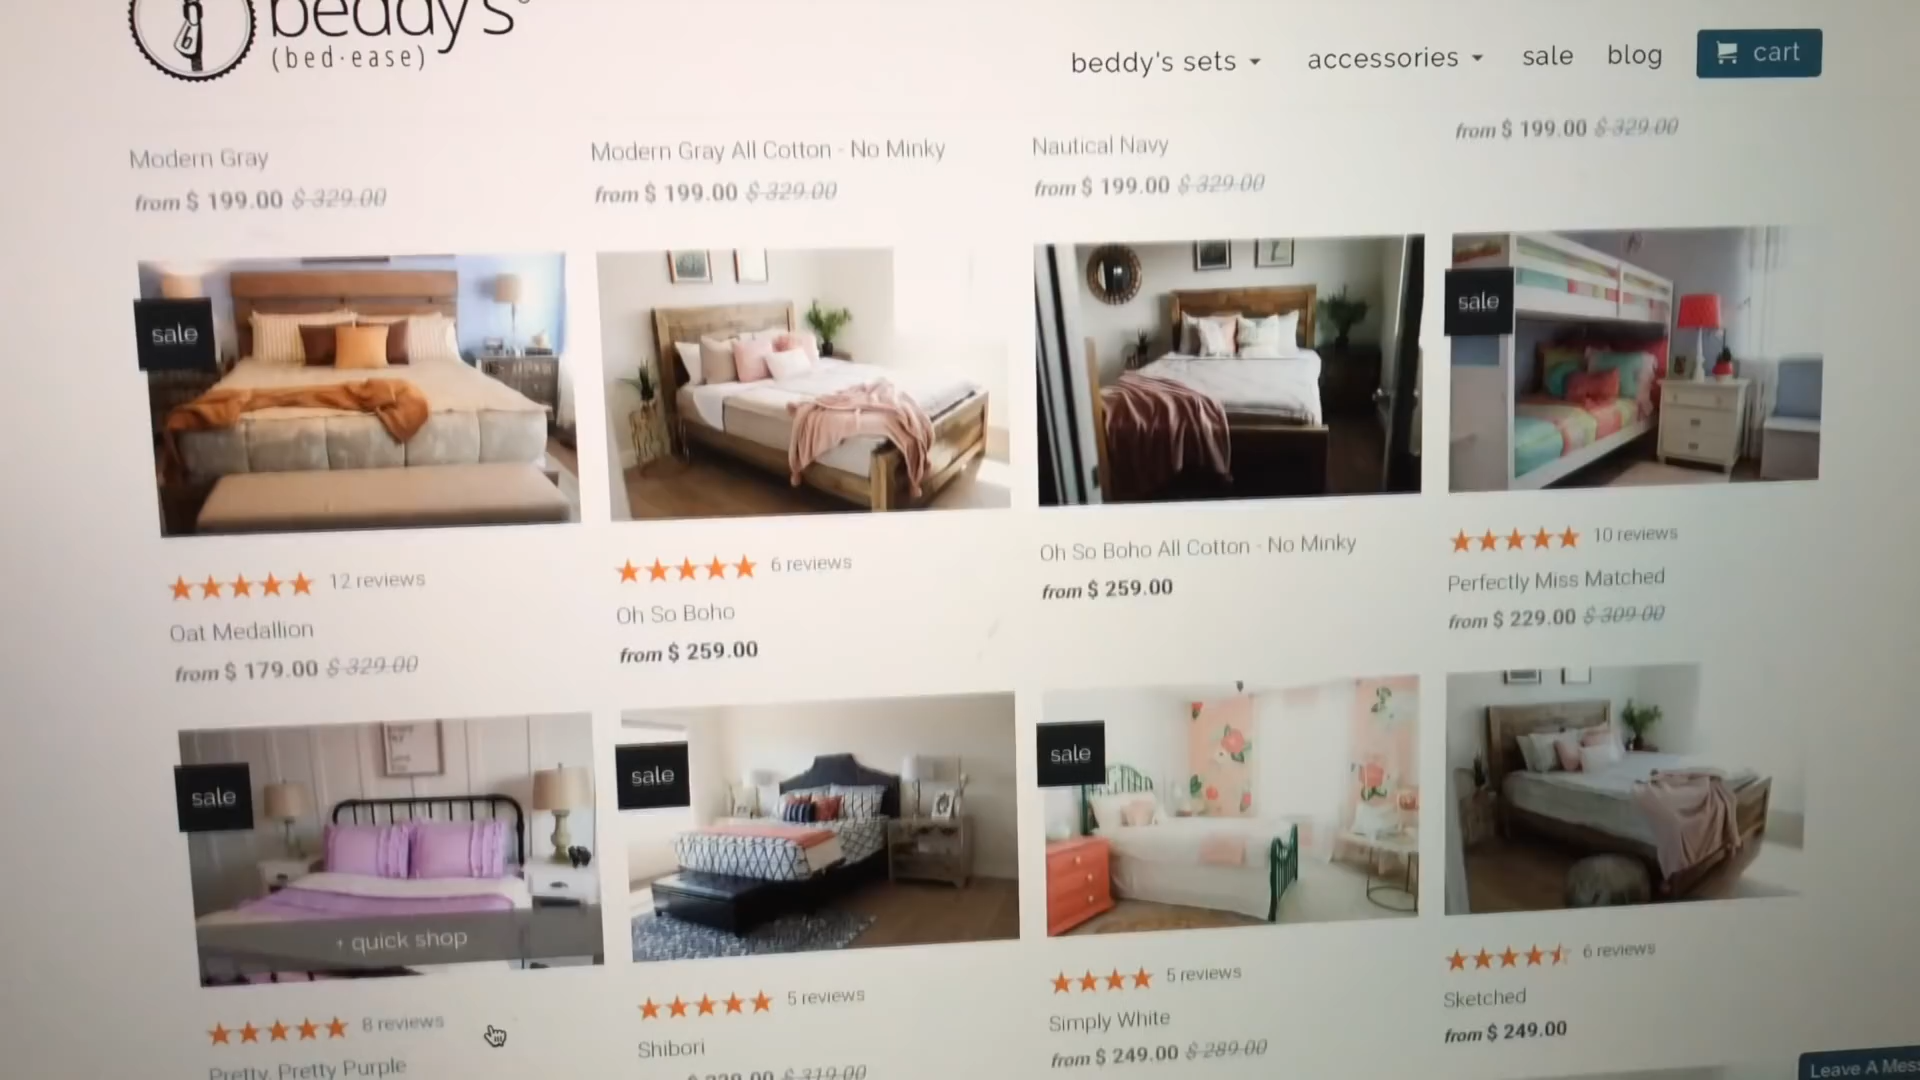 beddy's
(bed·ease)
beddy's sets
accessories
sale
blog
cart
Modern Gray
from $ 199.00 $ 329.00
Modern Gray All Cotton - No Minky
from $ 199.00 $ 329.00
Nautical Navy
from $ 199.00 $ 329.00
from $ 199.00 $ 329.00
sale
sale
12 reviews
Oat Medallion
from $ 179.00 $ 329.00
6 reviews
Oh So Boho
from $ 259.00
Oh So Boho All Cotton - No Minky
from $ 259.00
10 reviews
Perfectly Miss Matched
from $ 229.00 $ 309.00
sale
sale
sale
+ quick shop
8 reviews
Pretty, Pretty Purple
5 reviews
Shibori
$ 319.00
5 reviews
Simply White
from $ 249.00 $ 289.00
6 reviews
Sketched
from $ 249.00
Leave A Mess